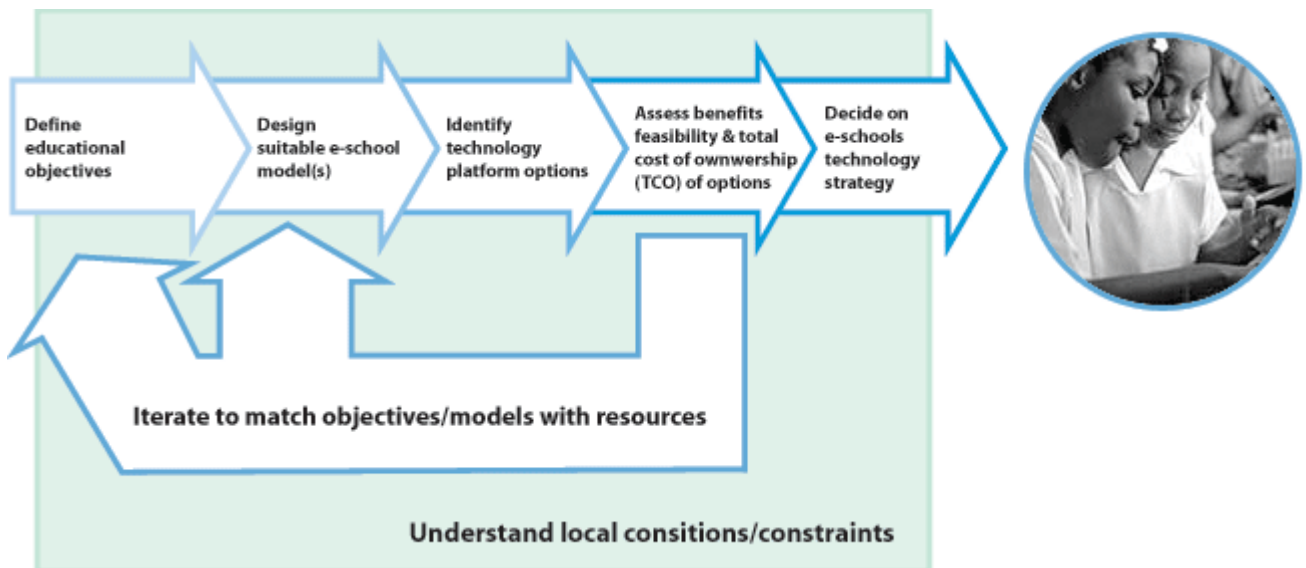 Define
educational
objectives
Design
suitable e-school
model(s)
Identify
technology
platform options
Assess benefits
feasibility & total
cost of ownwership
(TCO) of options
Decide on
e-schools
technology
strategy
Iterate to match objectives/models with resources
Understand local consitions/constraints